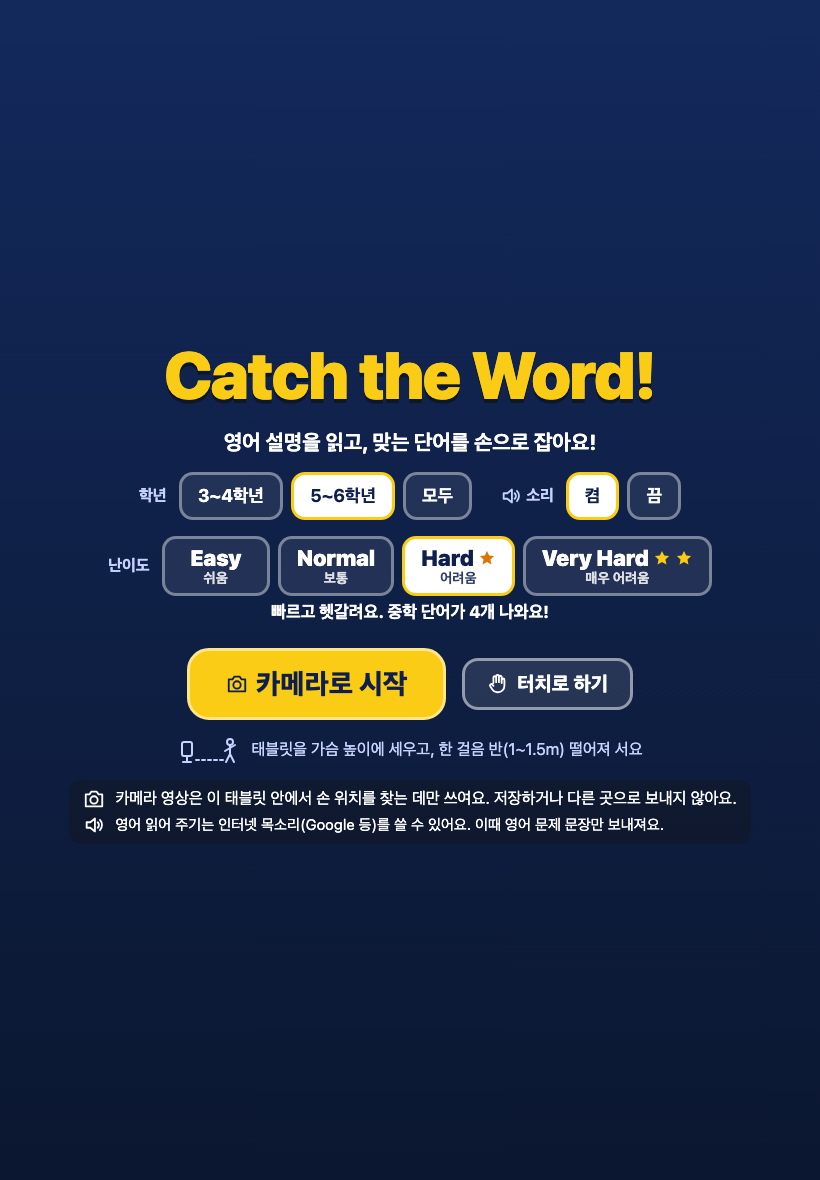 Catch the Word!
영어 설명을 읽고, 맞는 단어를 손으로 잡아요!
학년 3~4학년 5~6학년 모두 소리 켬 끔
난이도 Easy 쉬움 Normal 보통 Hard 어려움 Very Hard 매우 어려움
빠르고 헷갈려요. 중학 단어가 4개 나와요!
카메라로 시작 터치로 하기
태블릿을 가슴 높이에 세우고, 한 걸음 반(1~1.5m) 떨어져 서요
카메라 영상은 이 태블릿 안에서 손 위치를 찾는 데만 쓰여요. 저장하거나 다른 곳으로 보내지 않아요.
영어 읽어 주기는 인터넷 목소리(Google 등)를 쓸 수 있어요. 이때 영어 문제 문장만 보내져요.